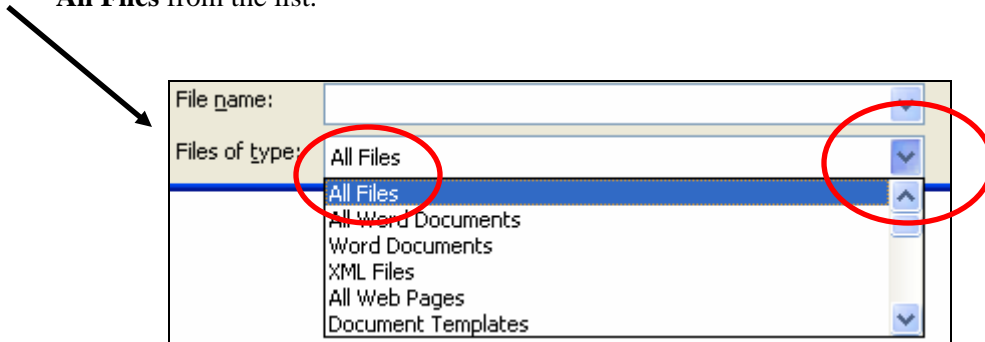 All Files from the list.
File name:
Files of type:
All Files
All Files
All Word Documents
Word Documents
XML Files
All Web Pages
Document Templates